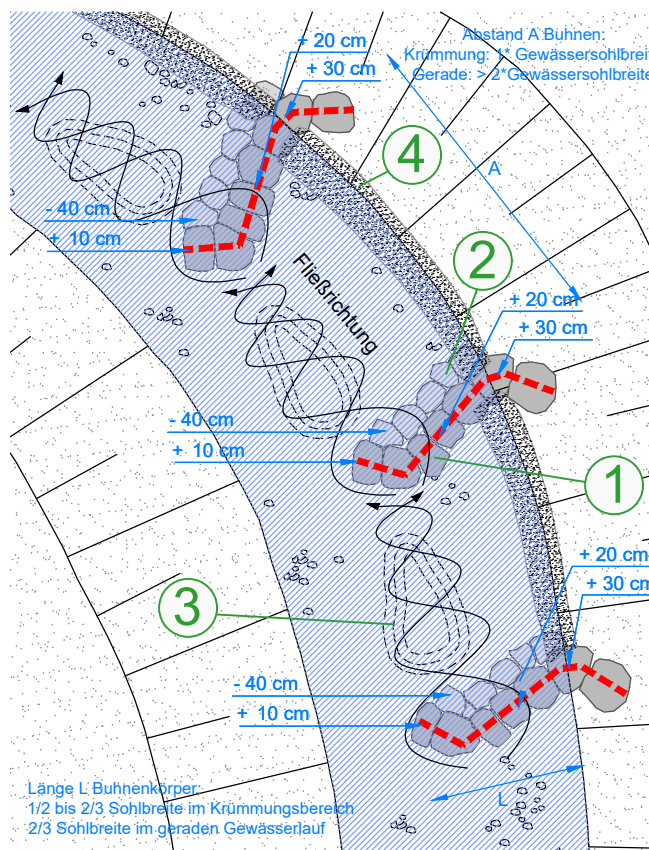 Abstand A Buhnen:
Krümmung: 1* Gewässersohlbreit
Gerade: > 2*Gewässersohlbreite
+ 20 cm
+ 30 cm
4
A
- 40 cm
+ 10 cm
2
Fließrichtung
+ 20 cm
+ 30 cm
- 40 cm
+ 10 cm
1
+ 20 cm
+ 30 cm
3
- 40 cm
+ 10 cm
L
Länge L Buhnenkörper:
1/2 bis 2/3 Sohlbreite im Krümmungsbereich
2/3 Sohlbreite im geraden Gewässerlauf